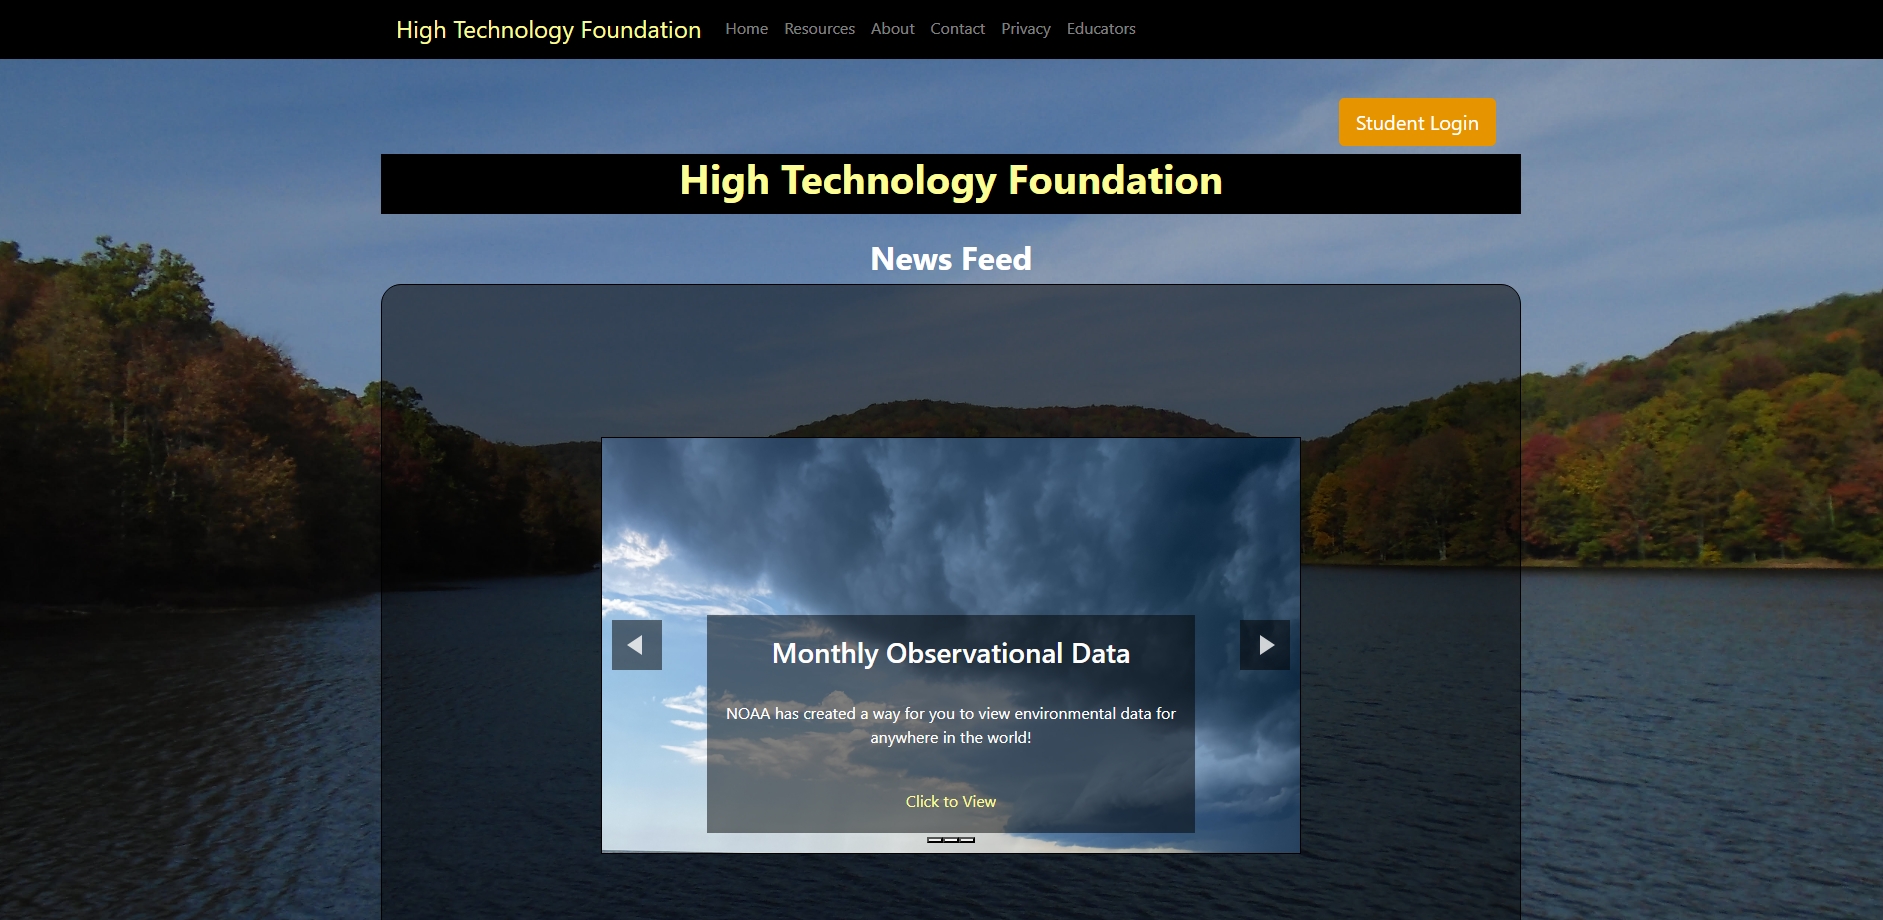 High Technology Foundation Home Resources About Contact Privacy Educators
Student Login
High Technology Foundation
News Feed
Monthly Observational Data
NOAA has created a way for you to view environmental data for
anywhere in the world!
Click to View